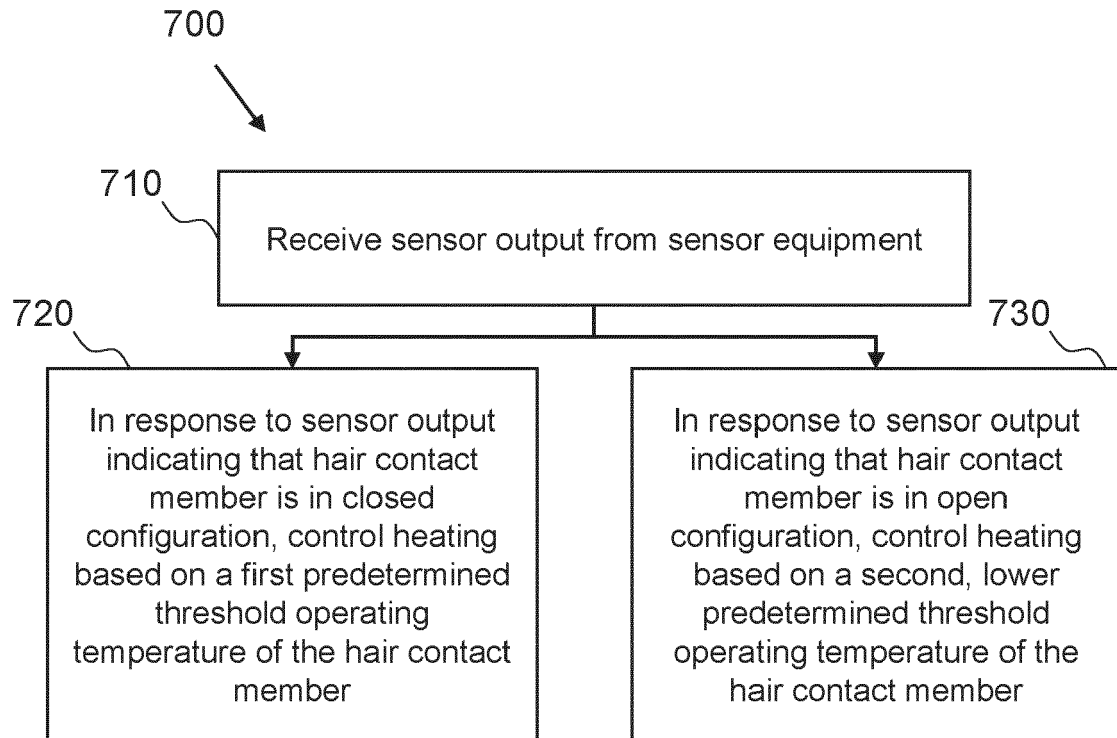 700
710
Receive sensor output from sensor equipment
720
730
In response to sensor output
indicating that hair contact
member is in closed
configuration, control heating
based on a first predetermined
threshold operating
temperature of the hair contact
member
In response to sensor output
indicating that hair contact
member is in open
configuration, control heating
based on a second, lower
predetermined threshold
operating temperature of the
hair contact member